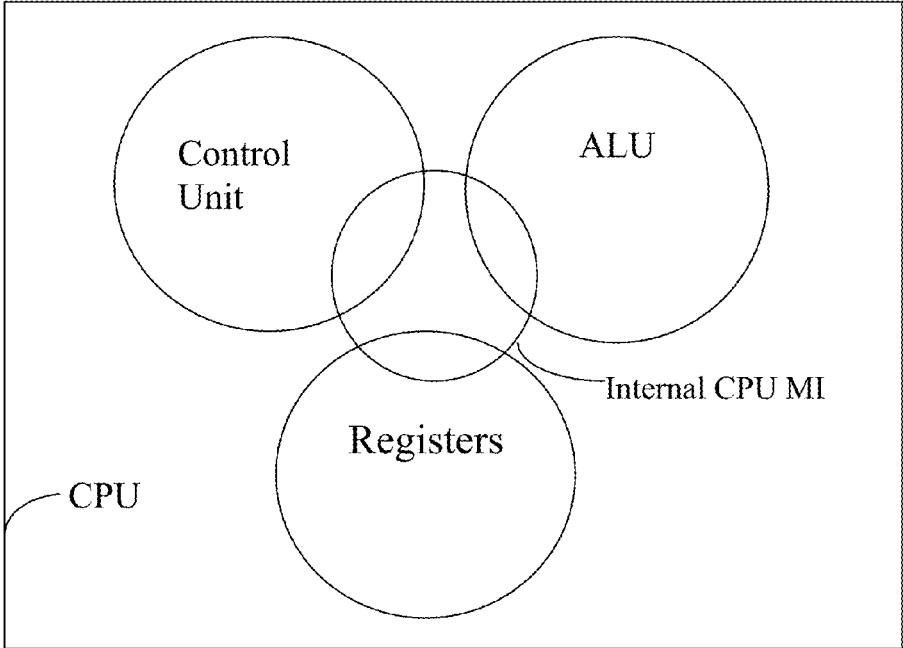 Control
Unit
ALU
Internal CPU MI
Registers
CPU